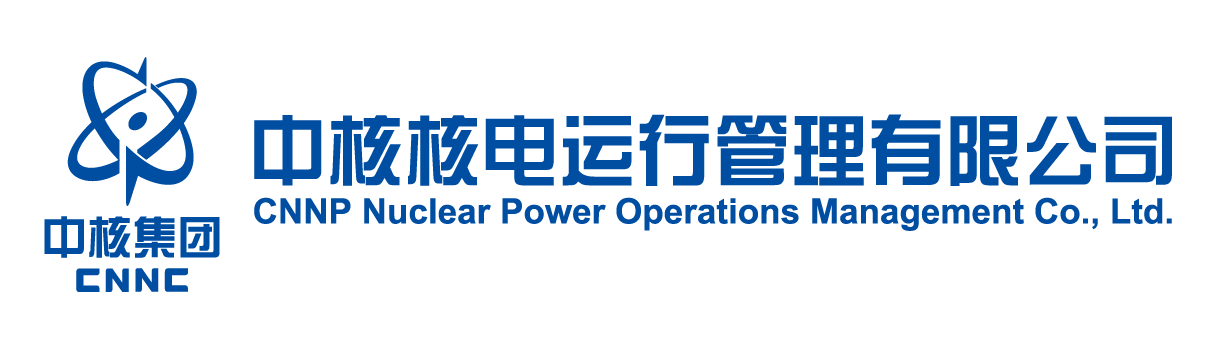 中核集团
CNNC
中核核电运行管理有限公司
CNNP Nuclear Power Operations Management Co., Ltd.